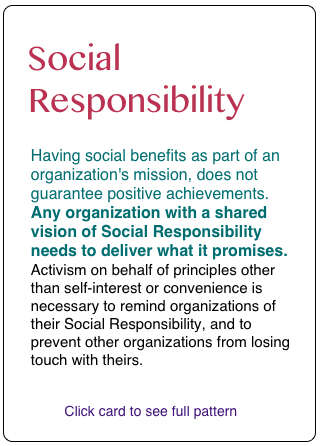 Social
Responsibility
Having social benefits as part of an
organization's mission, does not
guarantee positive achievements.
Any organization with a shared
vision of Social Responsibility
needs to deliver what it promises.
Activism on behalf of principles other
than self-interest or convenience is
necessary to remind organizations of
their Social Responsibility, and to
prevent other organizations from losing
touch with theirs.
Click card to see full pattern